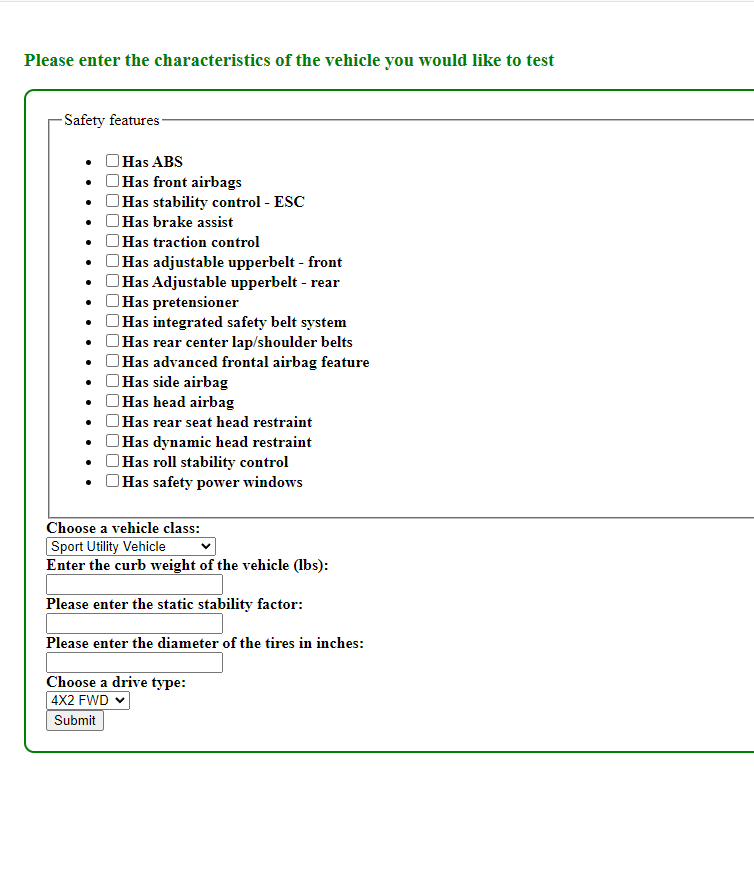 Please enter the characteristics of the vehicle you would like to test
Safety features
Has ABS
Has front airbags
Has stability control - ESC
Has brake assist
Has traction control
Has adjustable upperbelt - front
Has Adjustable upperbelt - rear
Has pretensioner
Has integrated safety belt system
Has rear center lap/shoulder belts
Has advanced frontal airbag feature
Has side airbag
Has head airbag
Has rear seat head restraint
Has dynamic head restraint
Has roll stability control
Has safety power windows
Choose a vehicle class:
Sport Utility Vehicle
Enter the curb weight of the vehicle (lbs):
Please enter the static stability factor:
Please enter the diameter of the tires in inches:
Choose a drive type:
4X2 FWD
Submit